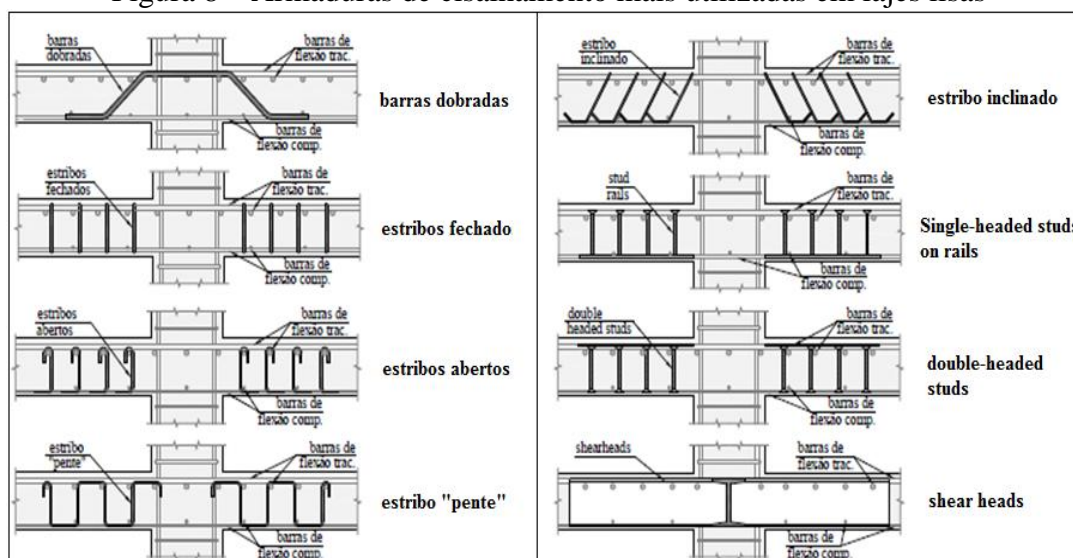 Figura 8 – Armaduras de cisalhamento mais utilizadas em lajes lisas
barras
dobradas
barras de
flexão trac.
barras de
flexão comp.
barras dobradas
estribos
fechados
barras de
flexão trac.
barras de
flexão comp.
estribos fechado
estribos
abertos
barras de
flexão trac.
barras de
flexão comp.
estribos abertos
estribo
"pente"
barras de
flexão trac.
barras de
flexão comp.
estribo "pente"
estribo
inclinado
barras de
flexão trac.
barras de
flexão comp.
estribo inclinado
stud
rails
barras de
flexão trac.
barras de
flexão comp.
Single-headed studs
on rails
double
headed studs
barras de
flexão trac.
barras de
flexão comp.
double-headed
studs
shearheads
barras de
flexão trac.
barras de
flexão comp.
shear heads